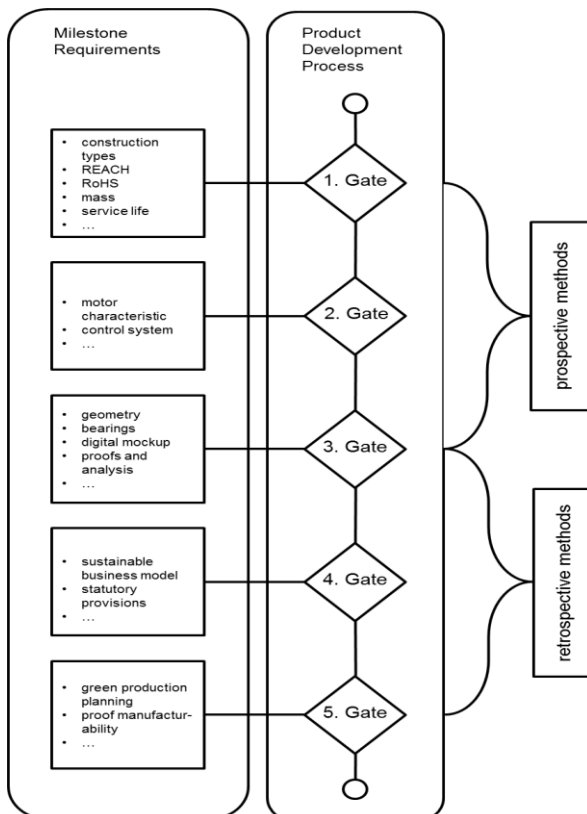 Milestone
Requirements
Product
Development
Process
• construction
types
• REACH
• RoHS
• mass
• service life
• ...
1. Gate
• motor
characteristic
• control system
• ...
2. Gate
• geometry
• bearings
• digital mockup
• proofs and
analysis
• ...
3. Gate
• sustainable
business model
• statutory
provisions
• ...
4. Gate
• green production
planning
• proof manufactur-
ability
• ...
5. Gate
prospective methods
retrospective methods